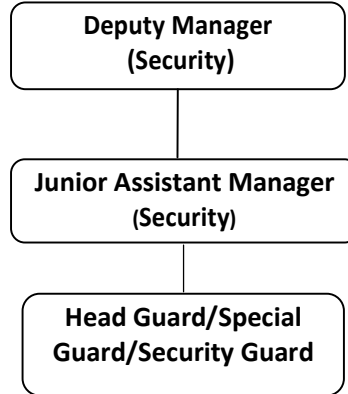 Deputy Manager
(Security)
Junior Assistant Manager
(Security)
Head Guard/Special
Guard/Security Guard